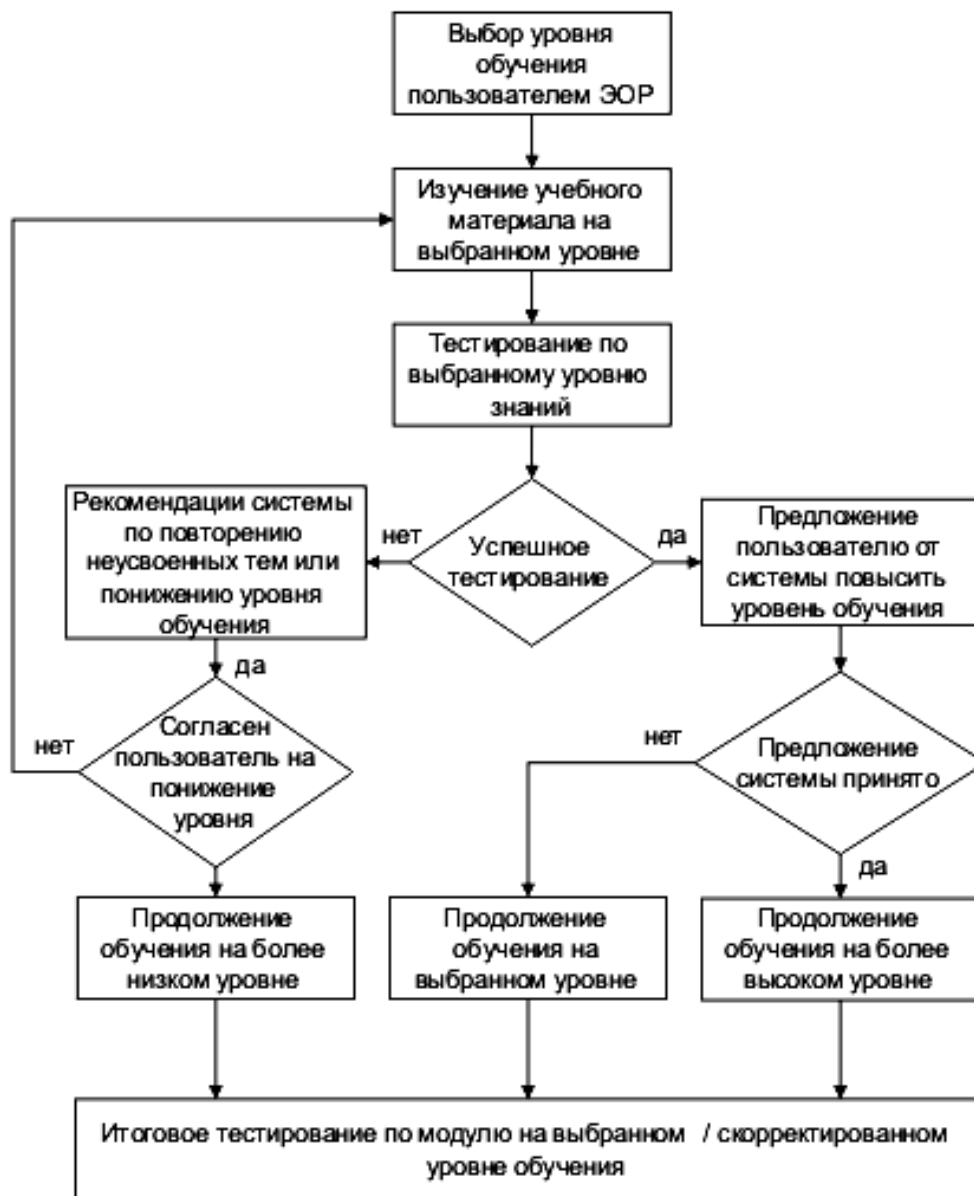 Выбор уровня
обучения
пользователем ЭОР
Изучение учебного
материала на
выбранном уровне
Тестирование по
выбранному уровню
знаний
Успешное
тестирование
нет
да
Рекомендации системы
по повторению
неусвоенных тем или
понижению уровня
обучения
Предложение
пользователю от
системы повысить
уровень обучения
да
Согласен
пользователь на
понижение
уровня
нет
Предложение
системы принято
нет
да
Продолжение
обучения на более
низком уровне
Продолжение
обучения на
выбранном уровне
Продолжение
обучения на более
высоком уровне
Итоговое тестирование по модулю на выбранном / скорректированном
уровне обучения